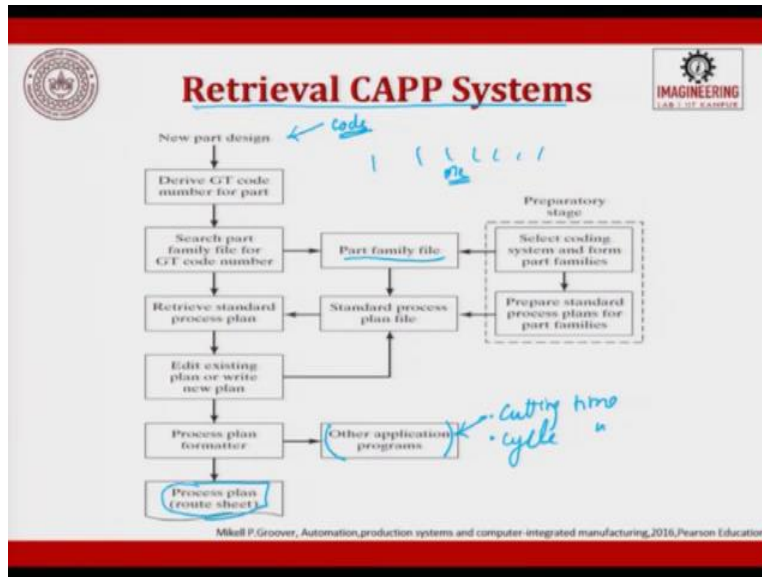 Retrieval CAPP Systems
IMAGINEERING
LAB | IIT KANPUR
code
New part design
Derive GT code
number for part
Preparatory
stage
Search part
family file for
GT code number
Part family file
Select coding
system and form
part families
Retrieve standard
process plan
Standard process
plan file
Prepare standard
process plans for
part families
Edit existing
plan or write
new plan
Process plan
formatter
Other application
programs
• Cutting time
• cycle "
Process plan
(route sheet)
Mikell P.Groover, Automation,production systems and computer-integrated manufacturing,2016,Pearson Education